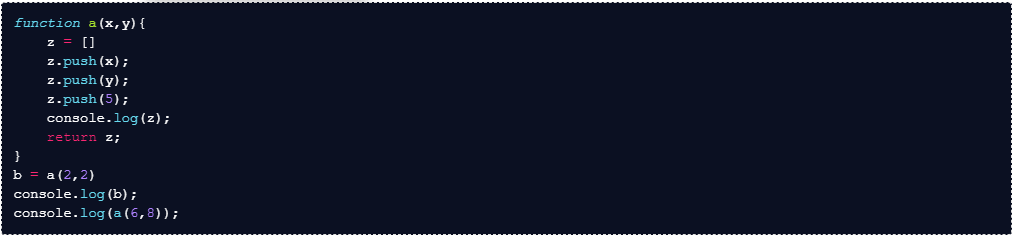 function a(x,y){
    z = []
    z.push(x);
    z.push(y);
    z.push(5);
    console.log(z);
    return z;
}
b = a(2,2)
console.log(b);
console.log(a(6,8));